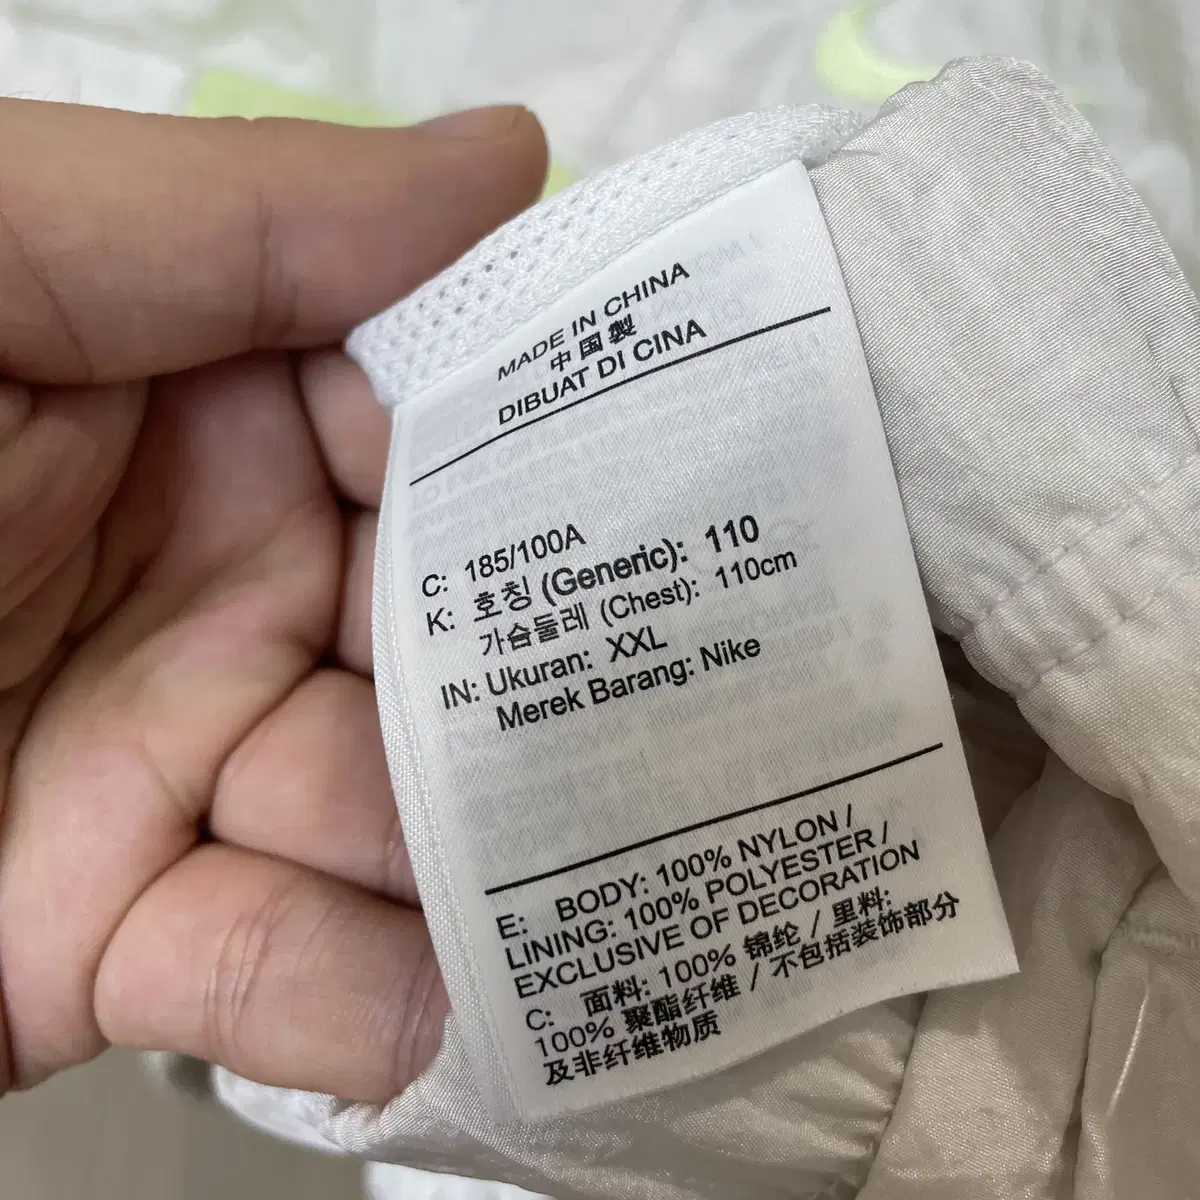 MADE IN CHINA
中国製
DIBUAT DI CINA
C: 185/100A
K: 호칭 (Generic): 110
가슴둘레 (Chest): 110cm
IN: Ukuran: XXL
Merek Barang: Nike
E: BODY: 100% NYLON /
LINING: 100% POLYESTER /
EXCLUSIVE OF DECORATION
C: 面料: 100% 锦纶 / 里料:
100% 聚酯纤维 / 不包括装饰部分
及非纤维物质